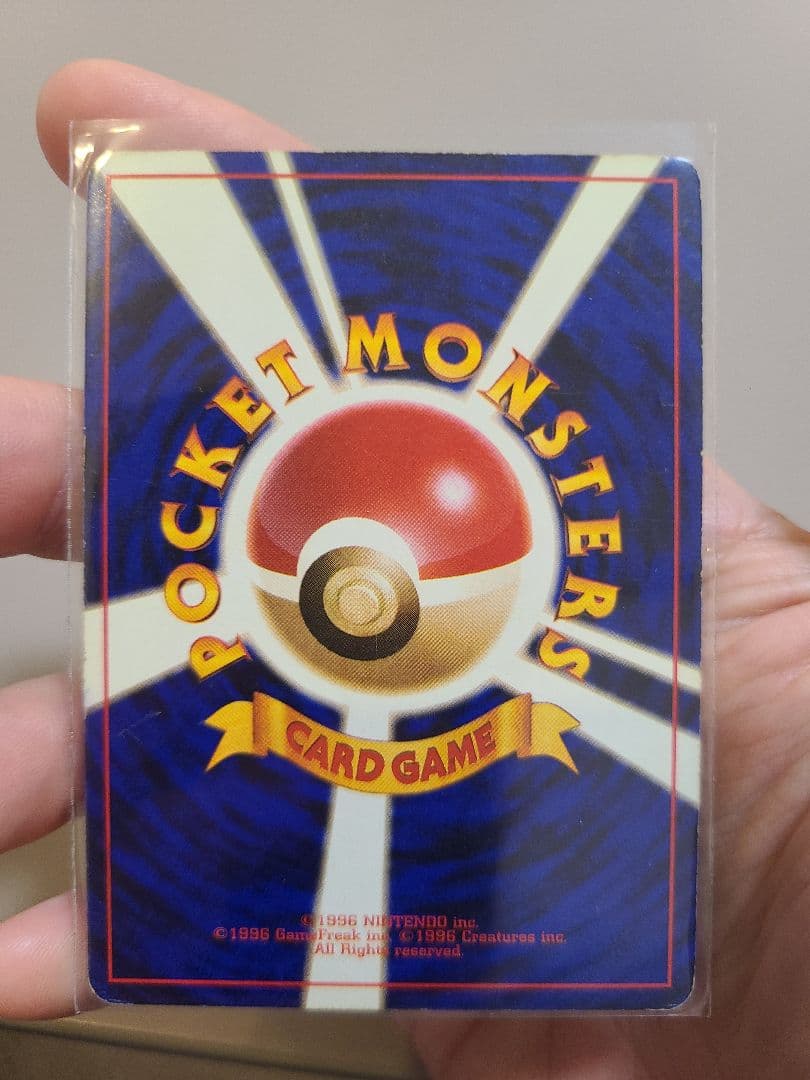 POCKET MONSTERS
CARD GAME
©1996 NINTENDO inc.
©1996 GameFreak inc. ©1996 Creatures inc.
All Rights reserved.